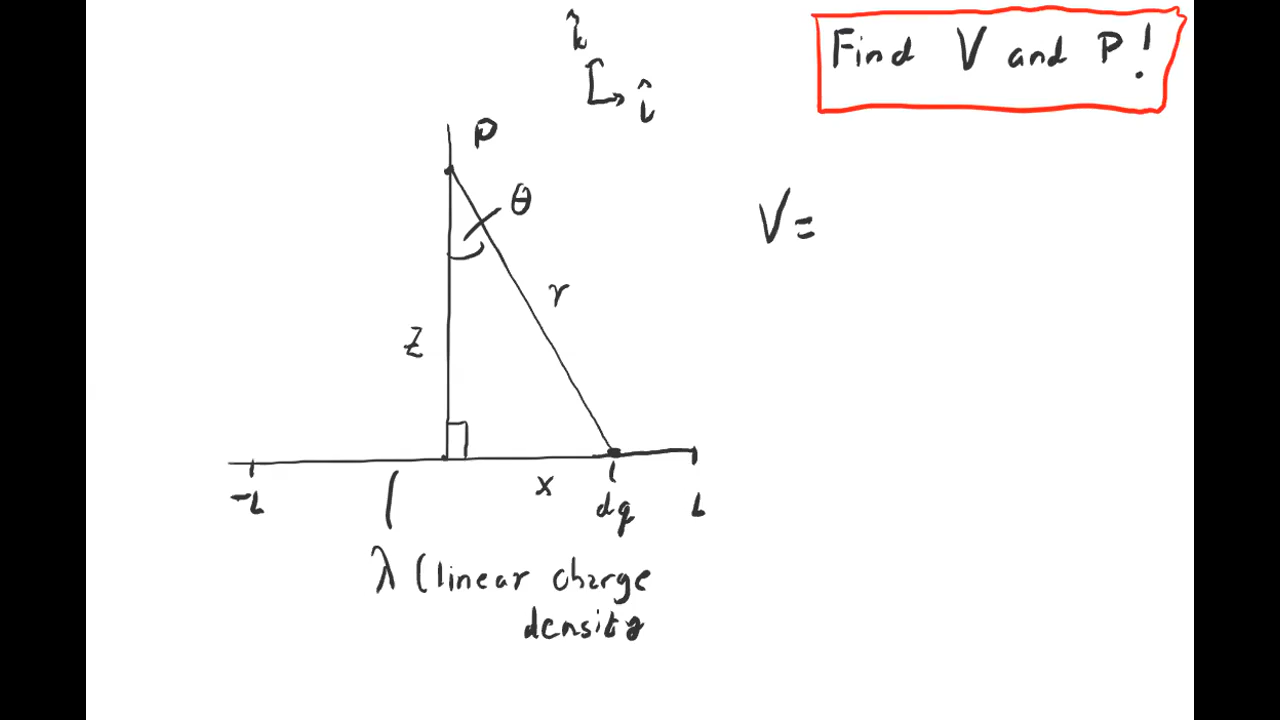 k̂
Find V and P!
î
P
θ
V=
r
z
x
-L
dq
L
λ (linear charge
density